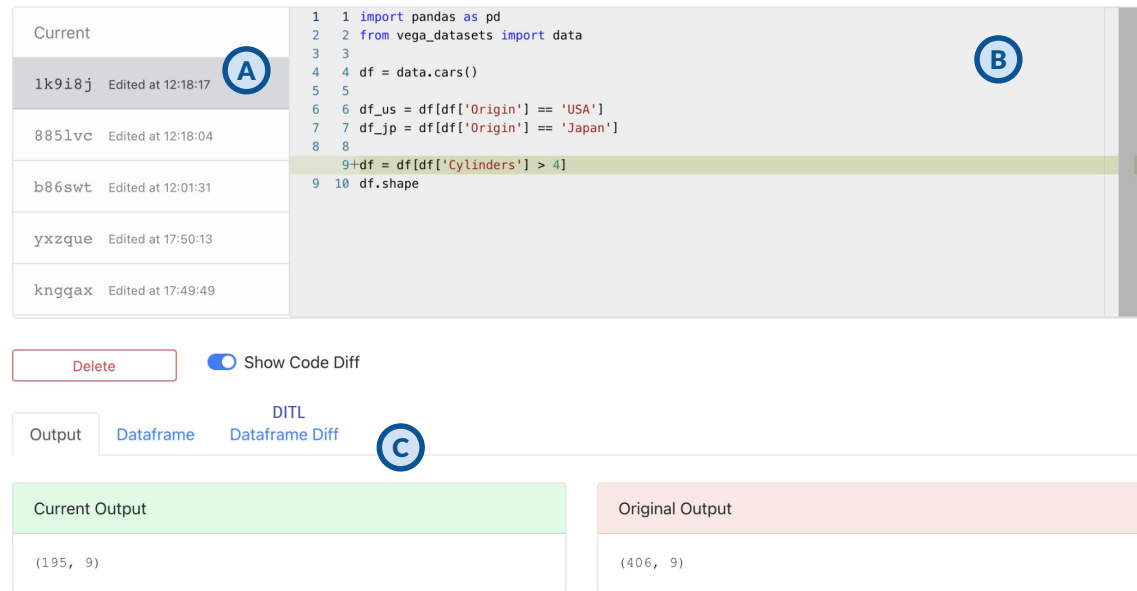 Current
1k9i8j Edited at 12:18:17
885lvc Edited at 12:18:04
b86swt Edited at 12:01:31
yxzque Edited at 17:50:13
kngqax Edited at 17:49:49
A
1 1 import pandas as pd
2 2 from vega_datasets import data
3 3
4 4 df = data.cars()
5 5
6 6 df_us = df[df['Origin'] == 'USA']
7 7 df_jp = df[df['Origin'] == 'Japan']
8 8
9+df = df[df['Cylinders'] > 4]
9 10 df.shape
B
Delete
Show Code Diff
DITL
Output Dataframe Dataframe Diff
C
Current Output
(195, 9)
Original Output
(406, 9)